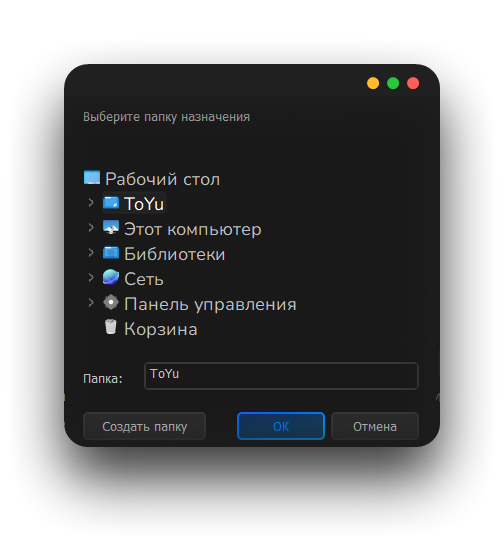 Выберите папку назначения
Рабочий стол
ToYu
Этот компьютер
Библиотеки
Сеть
Панель управления
Корзина
Папка: ToYu
Создать папку OK Отмена